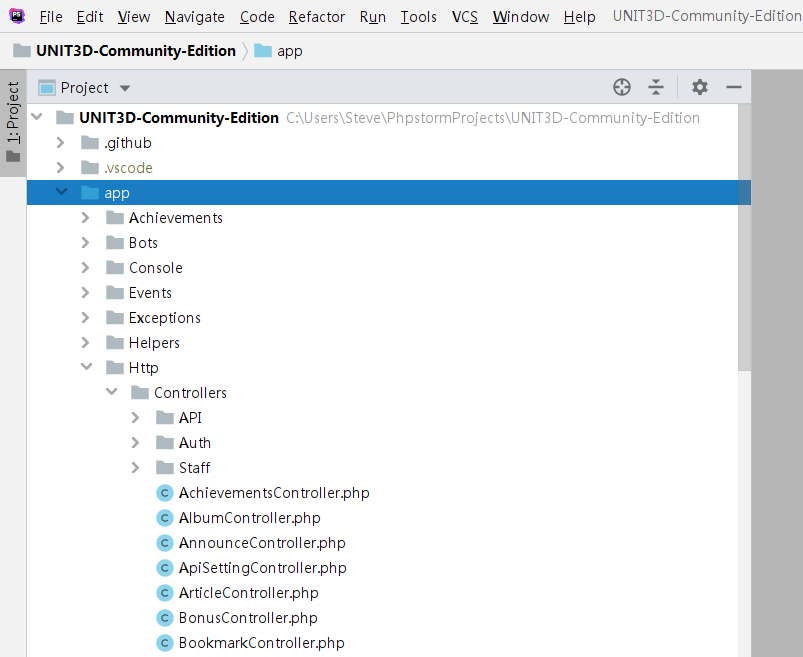 PS File Edit View Navigate Code Refactor Run Tools VCS Window Help UNIT3D-Community-Edition
UNIT3D-Community-Edition app
1: Project
Project
UNIT3D-Community-Edition C:\Users\Steve\PhpstormProjects\UNIT3D-Community-Edition
.github
.vscode
app
Achievements
Bots
Console
Events
Exceptions
Helpers
Http
Controllers
API
Auth
Staff
C AchievementsController.php
C AlbumController.php
C AnnounceController.php
C ApiSettingController.php
C ArticleController.php
C BonusController.php
C BookmarkController.php